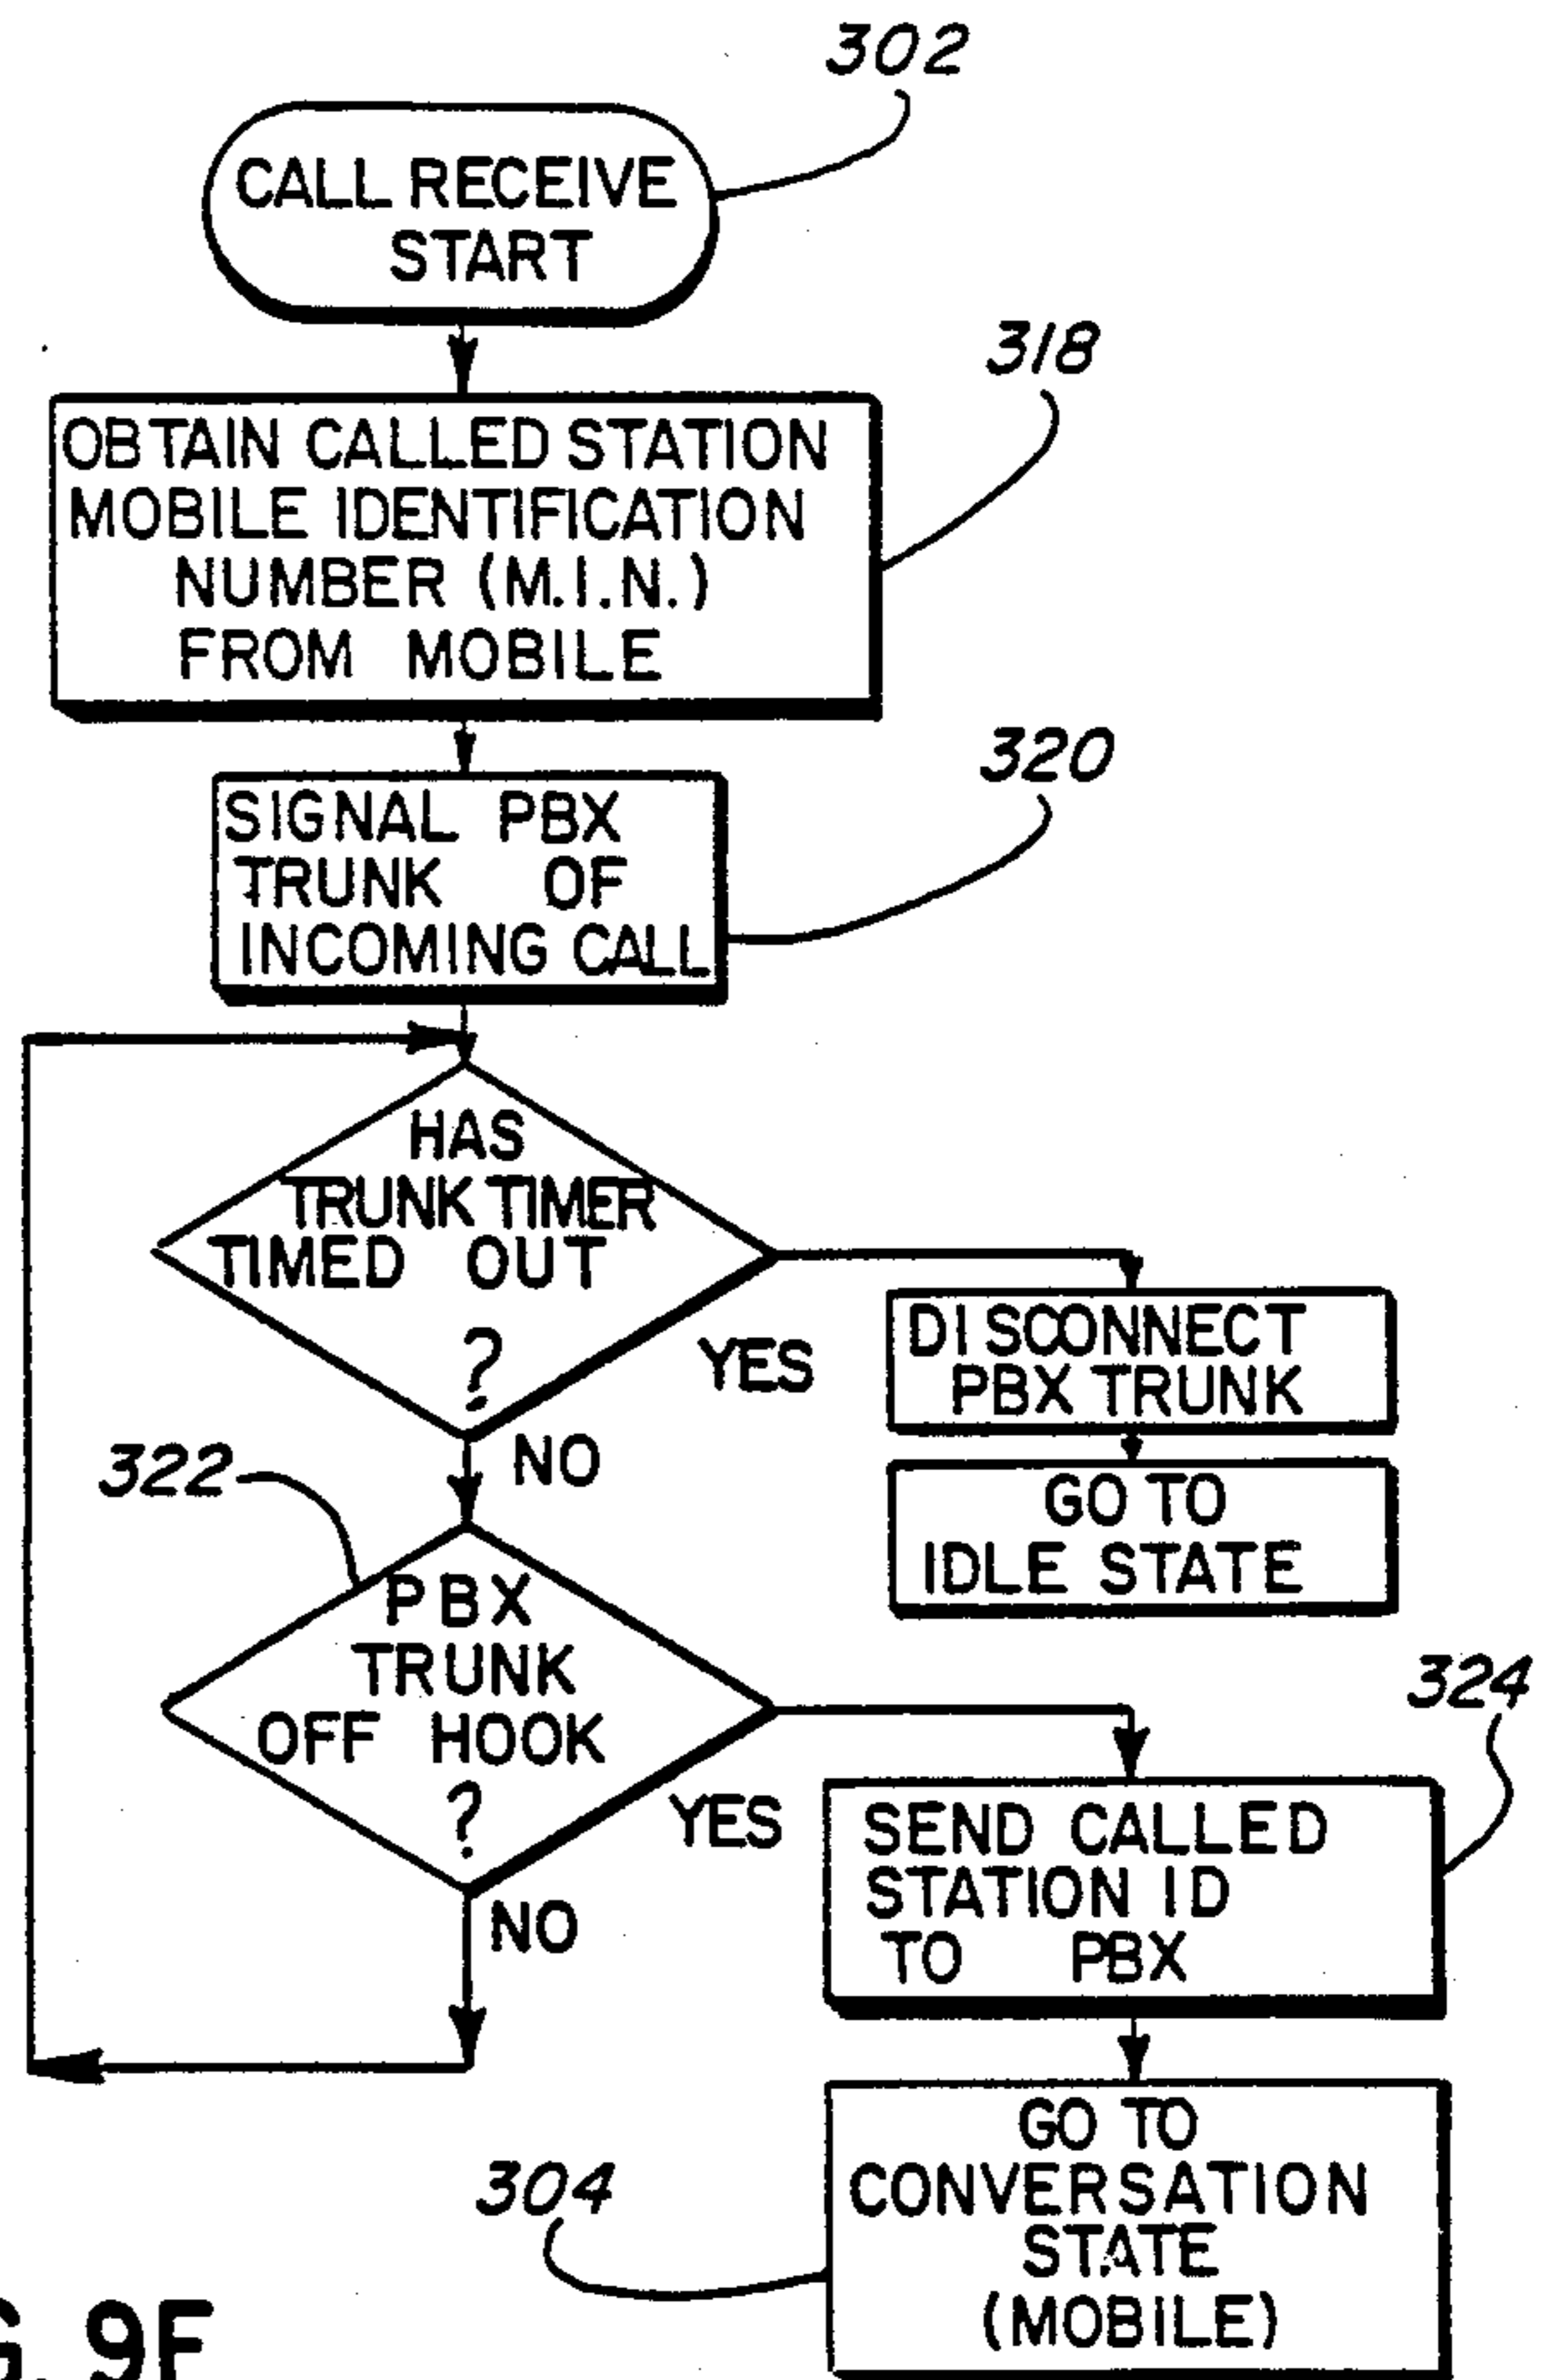 302
CALL RECEIVE
START
318
OBTAIN CALLED STATION
MOBILE IDENTIFICATION
NUMBER (M.I.N.)
FROM MOBILE
320
SIGNAL PBX
TRUNK OF
INCOMING CALL
HAS
TRUNK TIMER
TIMED OUT
?
YES
DISCONNECT
PBX TRUNK
NO
322
GO TO
IDLE STATE
PBX
TRUNK
OFF HOOK
?
YES
324
SEND CALLED
STATION ID
TO PBX
NO
304
GO TO
CONVERSATION
STATE
(MOBILE)
G. 9F